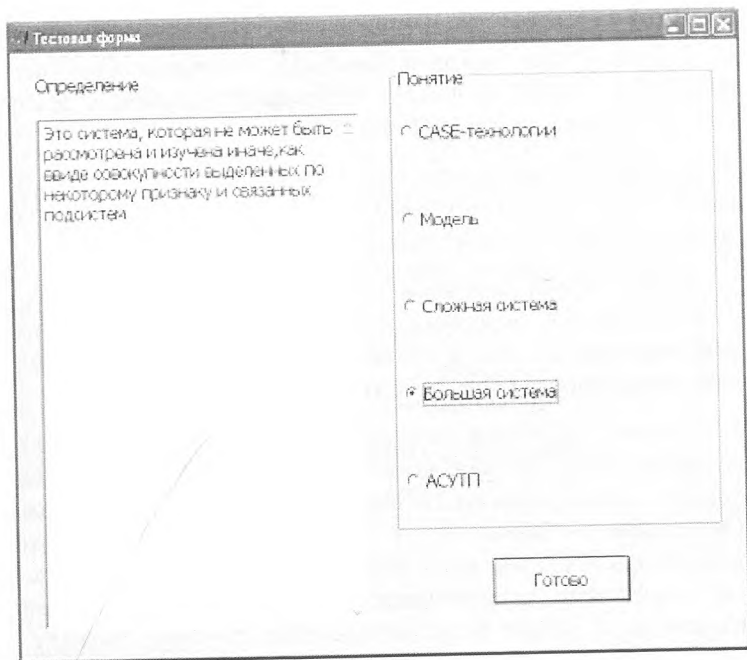 Тестовая форма
Определение
Это система, которая не может быть
рассмотрена и изучена иначе,как
ввиде совокупности выделенных по
некоторому признаку и связанных
подсистем
Понятие
CASE-технологии
Модель
Сложная система
Большая система
АСУТП
Готово